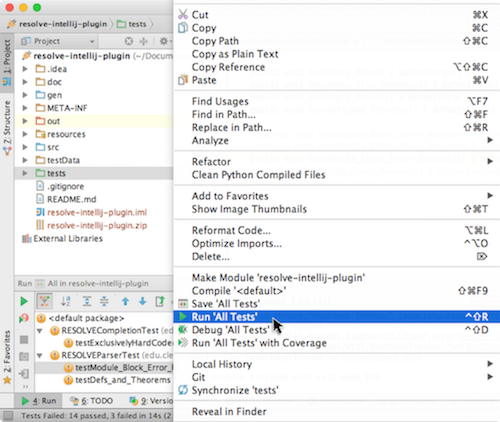 resolve-intellij-plugin
tests
Project
resolve-intellij-plugin (~/Docum
.idea
doc
gen
META-INF
out
resources
src
testData
tests
.gitignore
README.md
resolve-intellij-plugin.iml
resolve-intellij-plugin.zip
External Libraries
1: Project
7: Structure
2: Favorites
Run All in resolve-intellij-plugin
<default package>
RESOLVECompletionTest
testExclusivelyHardCode
RESOLVEParserTest (edu.cle
testModule_Block_Error_
testDefs_and_Theorems
4: Run 6: TODO 9: Version
Tests Failed: 14 passed, 3 failed in 14s (2
Cut ⌘X
Copy ⌘C
Copy Path ⇧⌘C
Copy as Plain Text
Copy Reference ⌥⇧⌘C
Paste ⌘V
Find Usages ⌥F7
Find in Path... ⇧⌘F
Replace in Path... ⇧⌘R
Analyze
Refactor
Clean Python Compiled Files
Add to Favorites
Show Image Thumbnails ⇧⌘T
Reformat Code... ⌥⌘L
Optimize Imports... ^⌥O
Delete... ⌦
Make Module 'resolve-intellij-plugin'
Compile '<default>' ⇧⌘F9
Save 'All Tests'
Run 'All Tests' ^⇧R
Debug 'All Tests' ^⇧D
Run 'All Tests' with Coverage
Local History
Git
Synchronize 'tests'
Reveal in Finder